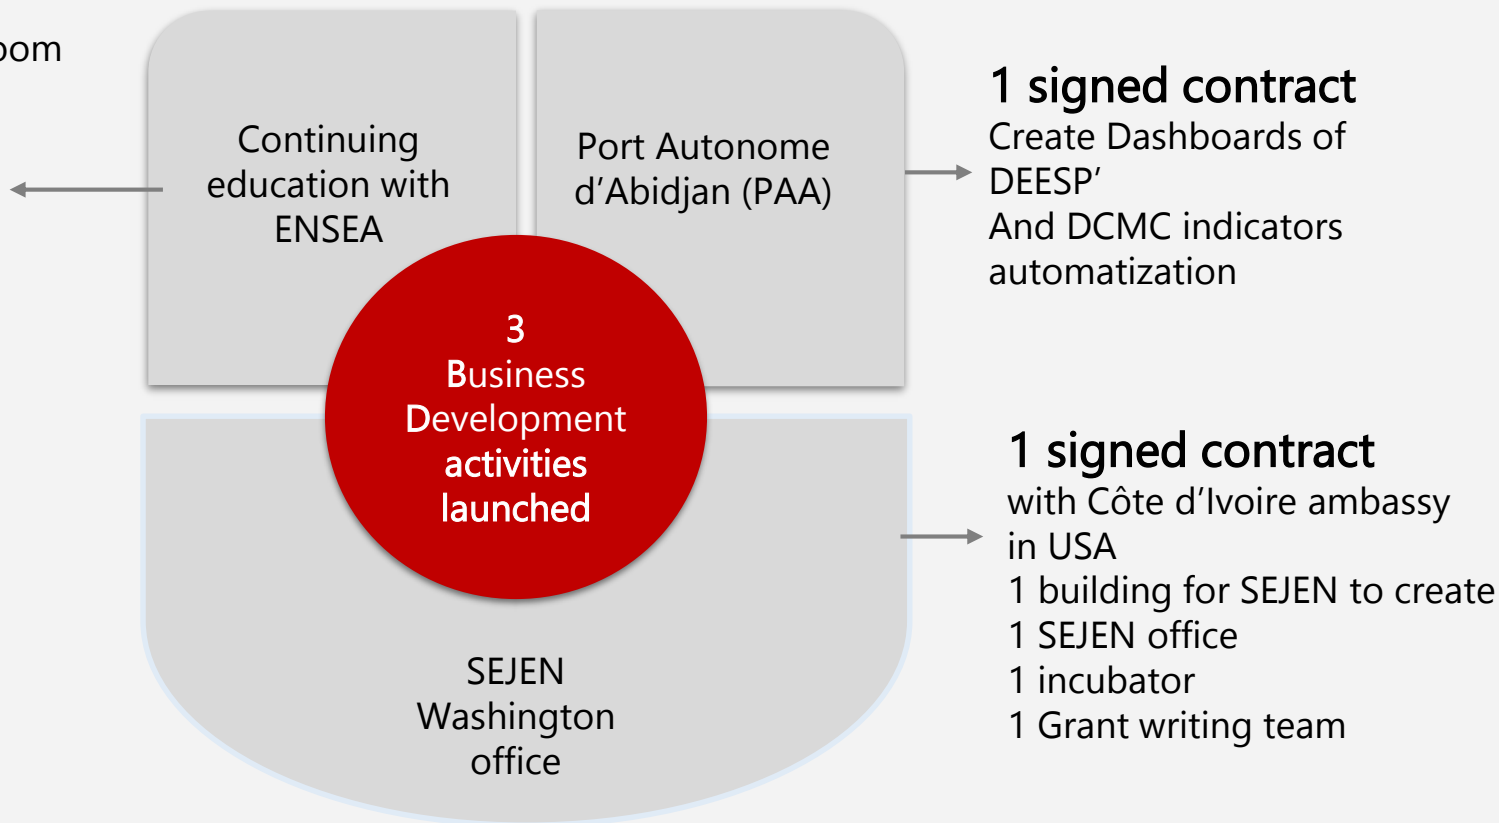 Continuing
education with
ENSEA
Port Autonome
d’Abidjan (PAA)
1 signed contract
Create Dashboards of
DEESP’
And DCMC indicators
automatization
3
Business
Development
activities
launched
SEJEN
Washington
office
1 signed contract
with Côte d’Ivoire ambassy
in USA
1 building for SEJEN to create
1 SEJEN office
1 incubator
1 Grant writing team